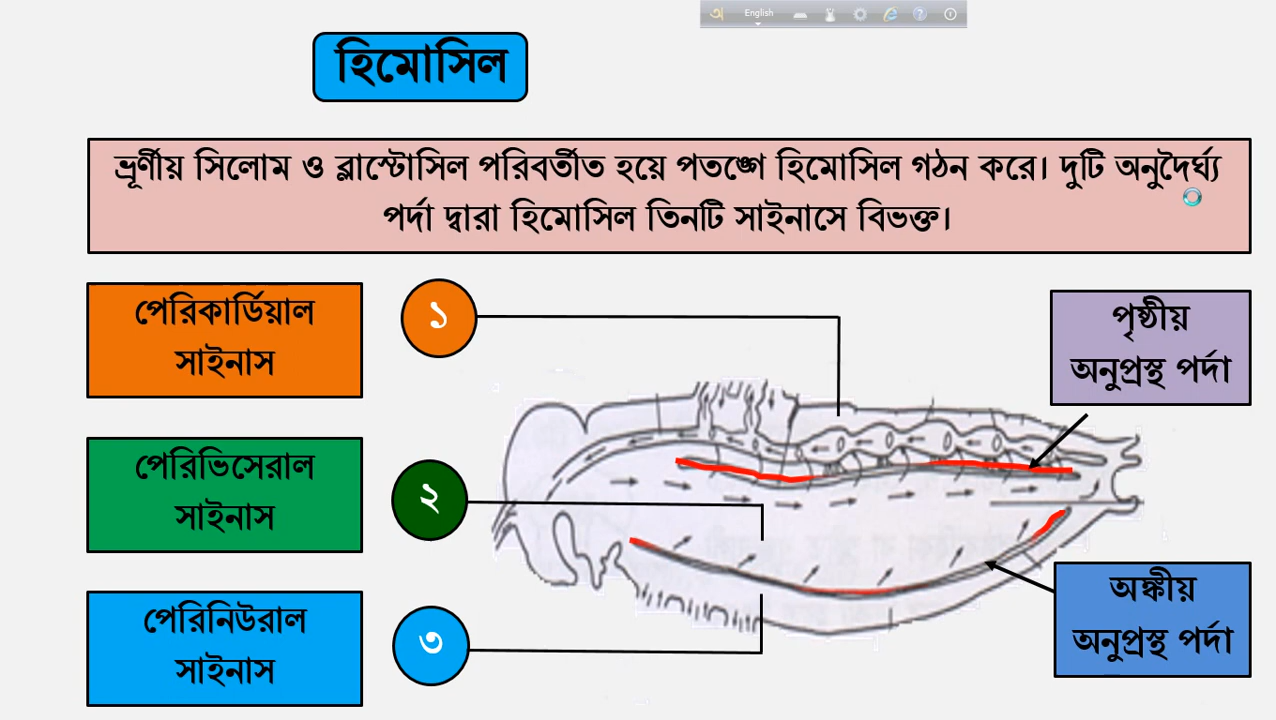 English
হিমোসিল
ভ্রূণীয় সিলোম ও ব্লাস্টোসিল পরিবর্তীত হয়ে পতঙ্গে হিমোসিল গঠন করে। দুটি অনুদৈর্ঘ্য
পর্দা দ্বারা হিমোসিল তিনটি সাইনাসে বিভক্ত।
পেরিকার্ডিয়াল
সাইনাস
১
পৃষ্ঠীয়
অনুপ্রস্থ পর্দা
পেরিভিসেরাল
সাইনাস
২
পেরিনিউরাল
সাইনাস
৩
অঙ্কীয়
অনুপ্রস্থ পর্দা